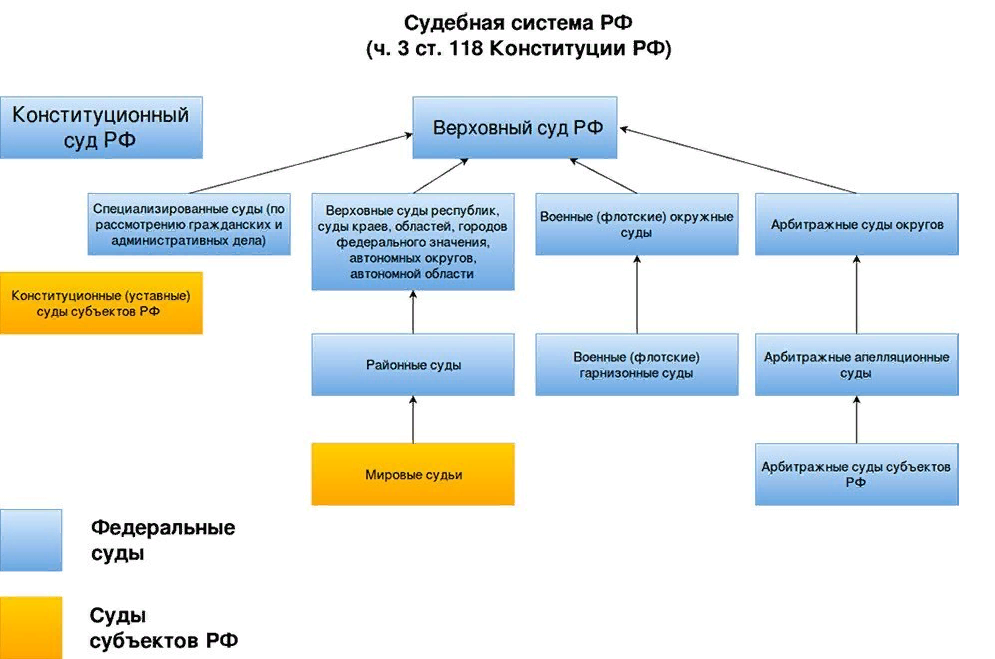 Судебная система РФ
(ч. 3 ст. 118 Конституции РФ)
Конституционный
суд РФ
Верховный суд РФ
Специализированные суды (по
рассмотрению гражданских и
административных дела)
Верховные суды республик,
суды краев, областей, городов
федерального значения,
автономных округов,
автономной области
Военные (флотские) окружные
суды
Арбитражные суды округов
Конституционные (уставные)
суды субъектов РФ
Районные суды
Военные (флотские)
гарнизонные суды
Арбитражные апелляционные
суды
Мировые судьи
Арбитражные суды субъектов
РФ
Федеральные
суды
Суды
субъектов РФ